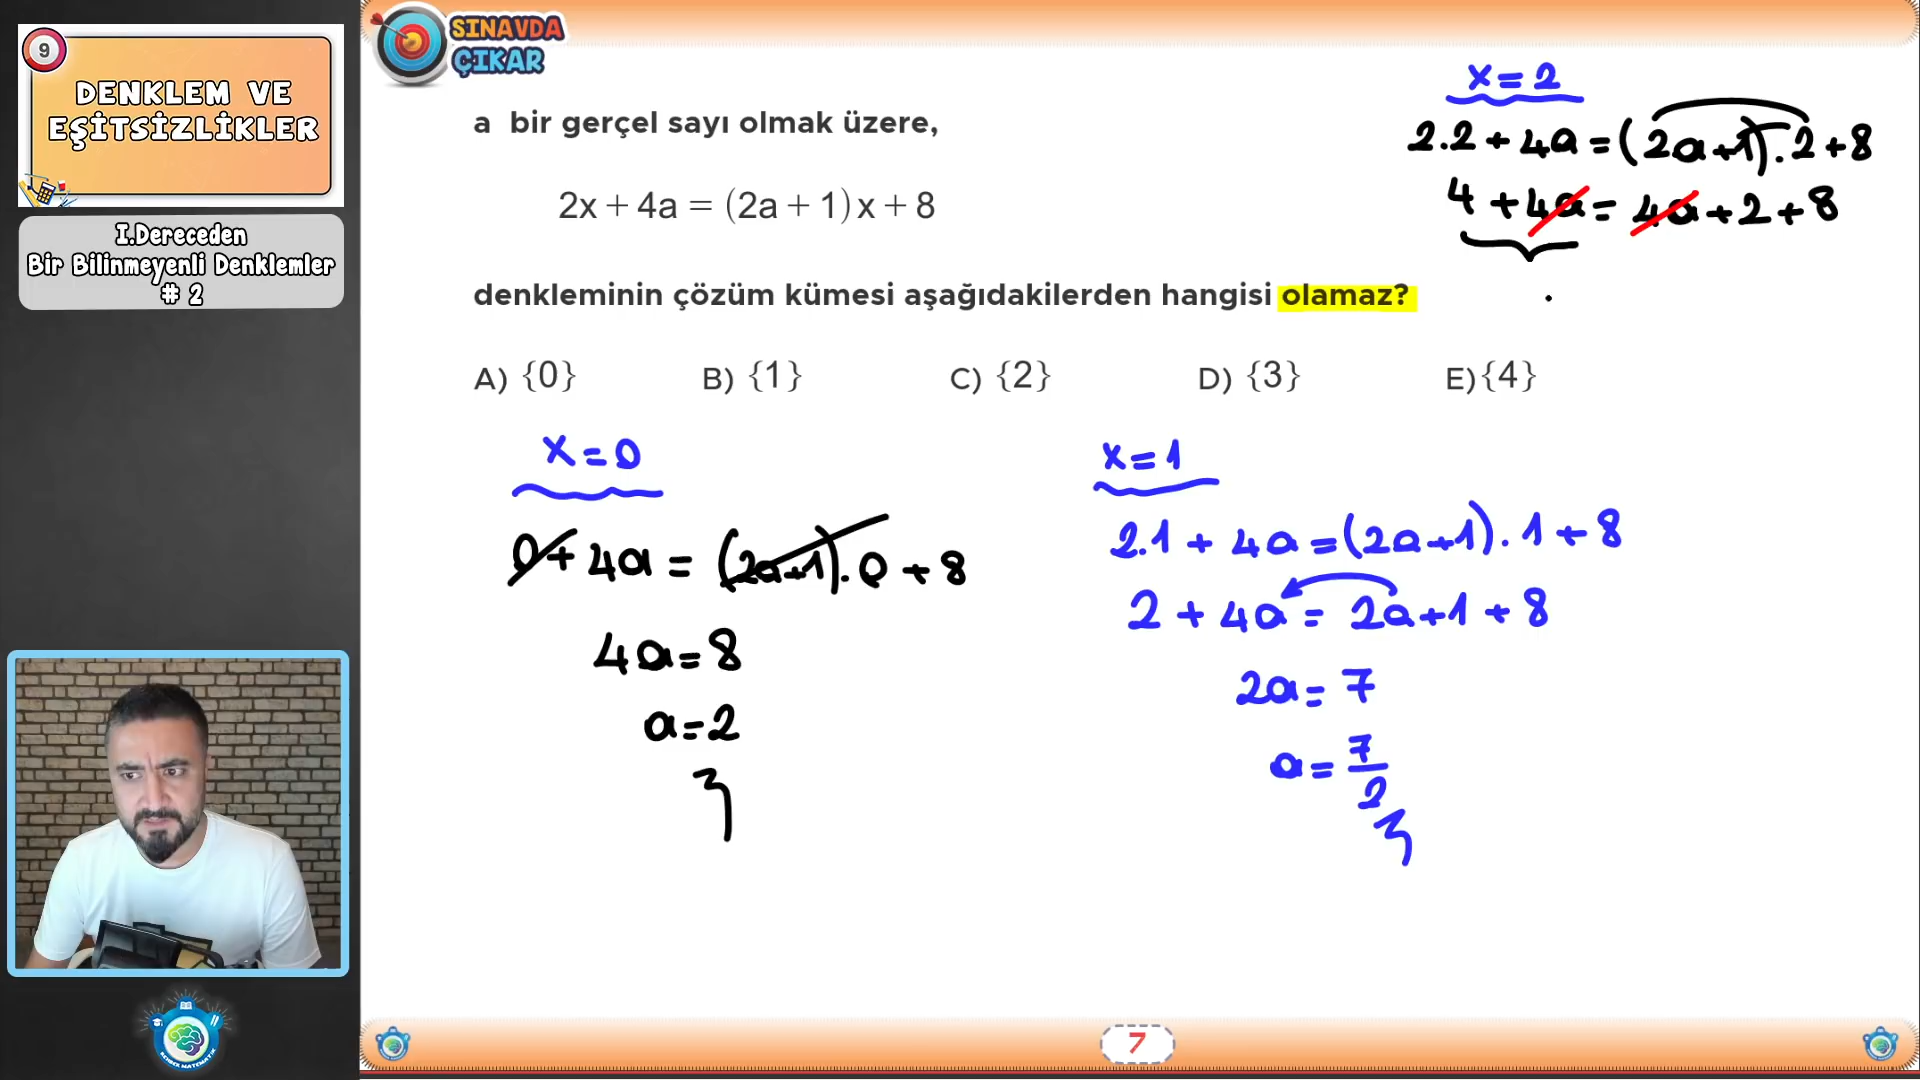 9
DENKLEM VE
EŞİTSİZLİKLER
I.Dereceden
Bir Bilinmeyenli Denklemler
# 2
SINAVDA
ÇIKAR
a bir gerçel sayı olmak üzere,
2x + 4a = (2a + 1)x + 8
denkleminin çözüm kümesi aşağıdakilerden hangisi olamaz?
A) {0} B) {1} C) {2} D) {3} E) {4}
x = 2
2.2 + 4a = (2a+1).2+8
4 + 4a = 4a + 2 + 8
x = 0
0 + 4a = (2a+1).0 + 8
4a = 8
a = 2
x = 1
2.1 + 4a = (2a+1).1 + 8
2 + 4a = 2a+1 + 8
2a = 7
a = 7/2
REHBER MATEMATİK
7